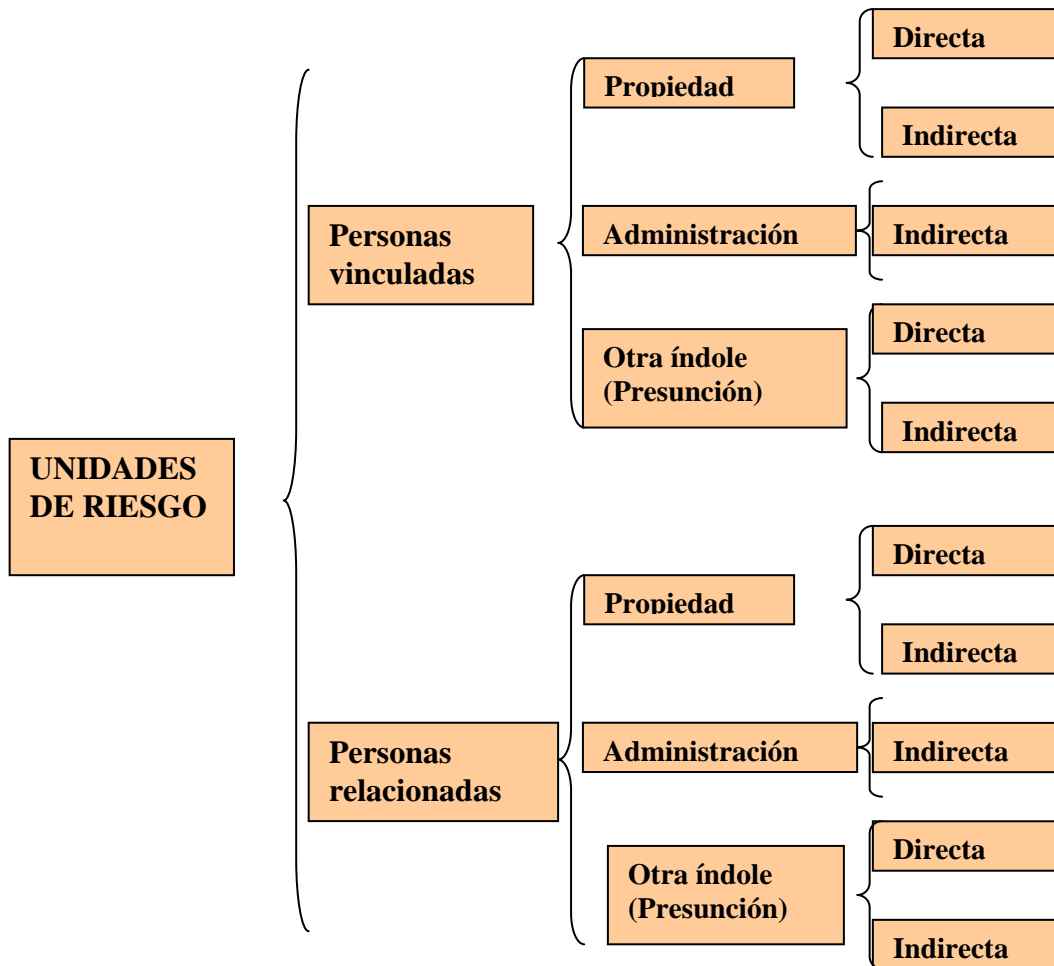 UNIDADES
DE RIESGO
Personas
vinculadas
Propiedad
Directa
Indirecta
Administración
Indirecta
Otra índole
(Presunción)
Directa
Indirecta
Personas
relacionadas
Propiedad
Directa
Indirecta
Administración
Indirecta
Otra índole
(Presunción)
Directa
Indirecta